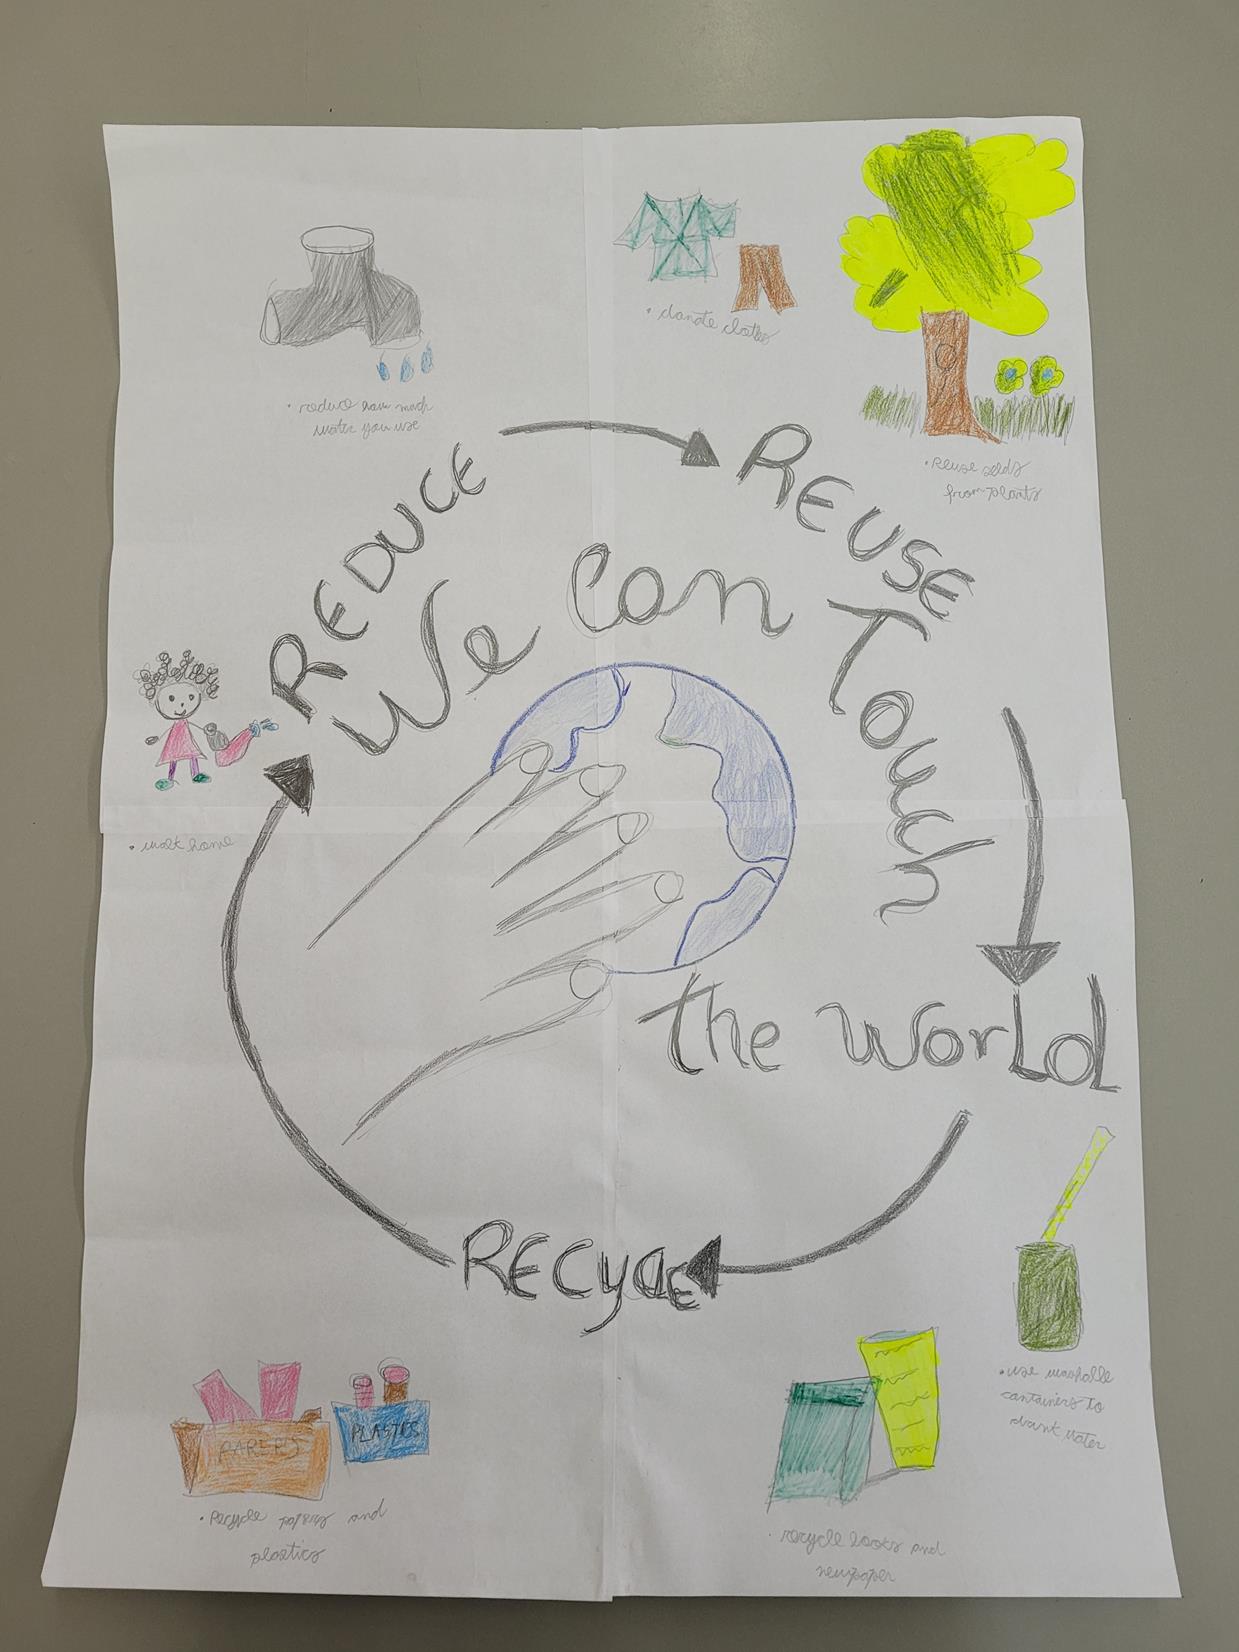 • donate clothes
• reduce how much
water you use
REDUCE
REUSE
• Reuse seeds
from plants
We Can Touch
the WorLd
• walk home
RECYCLE
• use washable
containers to
drank water
PAPERS
PLASTICS
• Recycle papers and
plastics
• recycle books and
newspaper